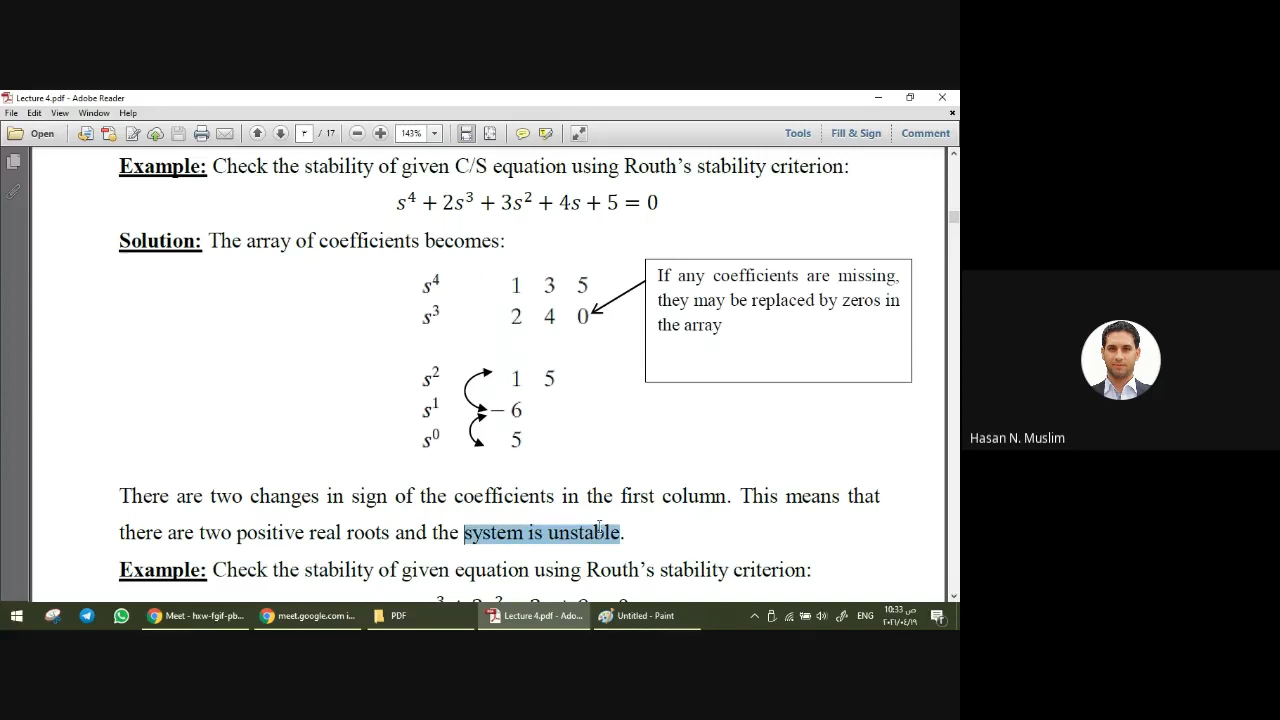 Lecture 4.pdf - Adobe Reader
File Edit View Window Help
Open ٣ / 17 143% Tools Fill & Sign Comment
Example: Check the stability of given C/S equation using Routh's stability criterion:
s⁴ + 2s³ + 3s² + 4s + 5 = 0
Solution: The array of coefficients becomes:
s⁴ 1 3 5
s³ 2 4 0
If any coefficients are missing,
they may be replaced by zeros in
the array
s² 1 5
s¹ − 6
s⁰ 5
There are two changes in sign of the coefficients in the first column. This means that
there are two positive real roots and the system is unstable.
Example: Check the stability of given equation using Routh's stability criterion:
Hasan N. Muslim
Meet - hxw-fgif-pb... meet.google.com i... PDF Lecture 4.pdf - Ado... Untitled - Paint ENG 10:33 ص
٢٠٢١/٠٤/١٩